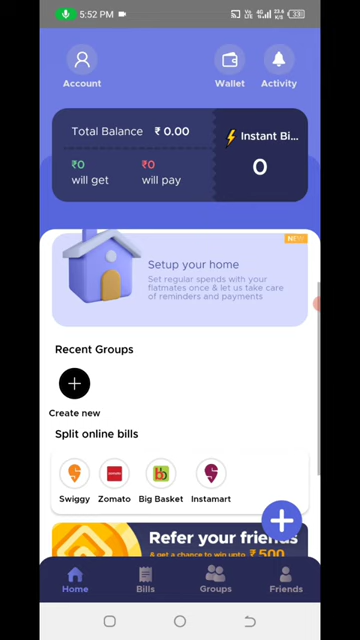 5:52 PM
Account
Wallet
Activity
Total Balance ₹ 0.00
Instant Bi...
₹0
₹0
0
will get
will pay
NEW
Setup your home
Set regular spends with your
flatmates once & let us take care
of reminders and payments
Recent Groups
Create new
Split online bills
Swiggy
Zomato
Big Basket
Instamart
Refer your friends
& get a chance to win upto ₹ 500
Home
Bills
Groups
Friends